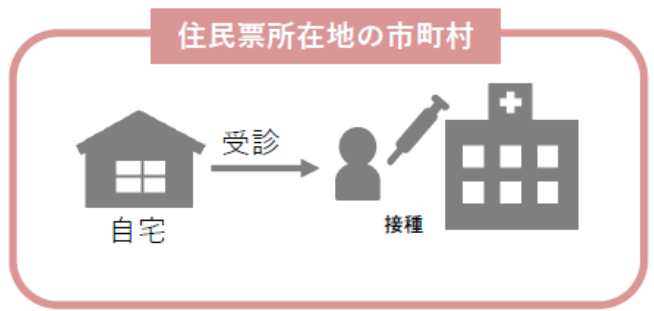 住民票所在地の市町村
受診
自宅
接種